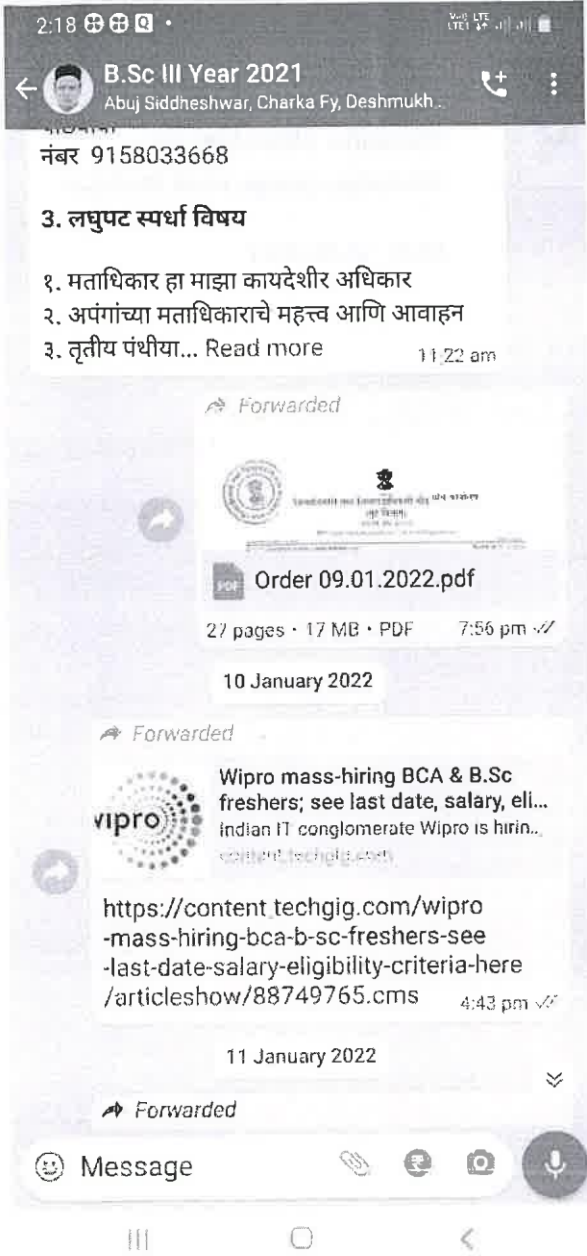 2:18
B.Sc III Year 2021
Abuj Siddheshwar, Charka Fy, Deshmukh...
नंबर 9158033668
3. लघुपट स्पर्धा विषय
१. मताधिकार हा माझा कायदेशीर अधिकार
२. अपंगांच्या मताधिकाराचे महत्त्व आणि आवाहन
३. तृतीय पंथीया... Read more 11:22 am
Forwarded
PDF Order 09.01.2022.pdf
27 pages • 17 MB • PDF 7:56 pm
10 January 2022
Forwarded
wipro
Wipro mass-hiring BCA & B.Sc
freshers; see last date, salary, eli...
Indian IT conglomerate Wipro is hirin..
content.techgig.com
https://content.techgig.com/wipro
-mass-hiring-bca-b-sc-freshers-see
-last-date-salary-eligibility-criteria-here
/articleshow/88749765.cms 4:43 pm
11 January 2022
Forwarded
Message